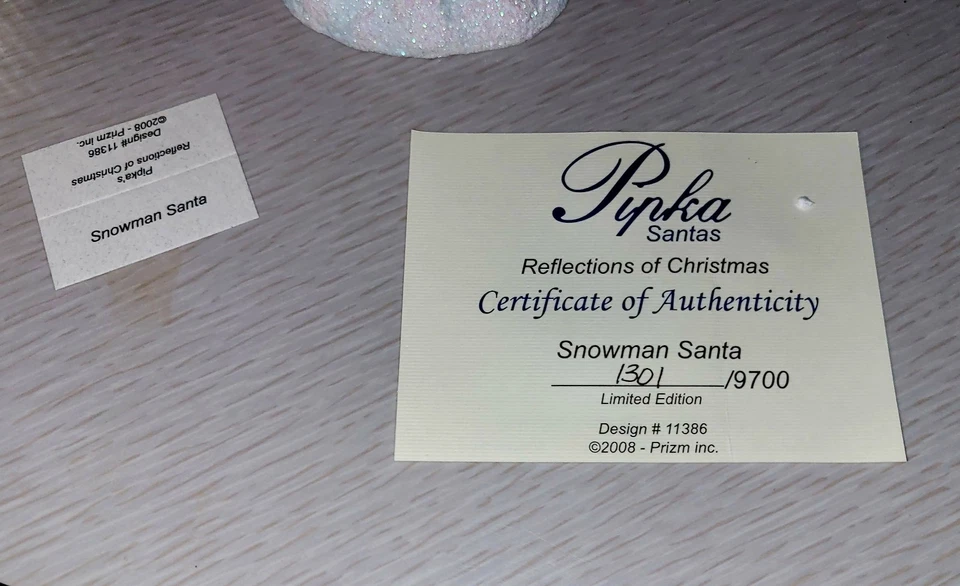 Snowman Santa
Pipka's
Reflections of Christmas
Design# 11386
©2008 - Prizm inc.
Pipka
Santas
Reflections of Christmas
Certificate of Authenticity
Snowman Santa
1301/9700
Limited Edition
Design # 11386
©2008 - Prizm inc.